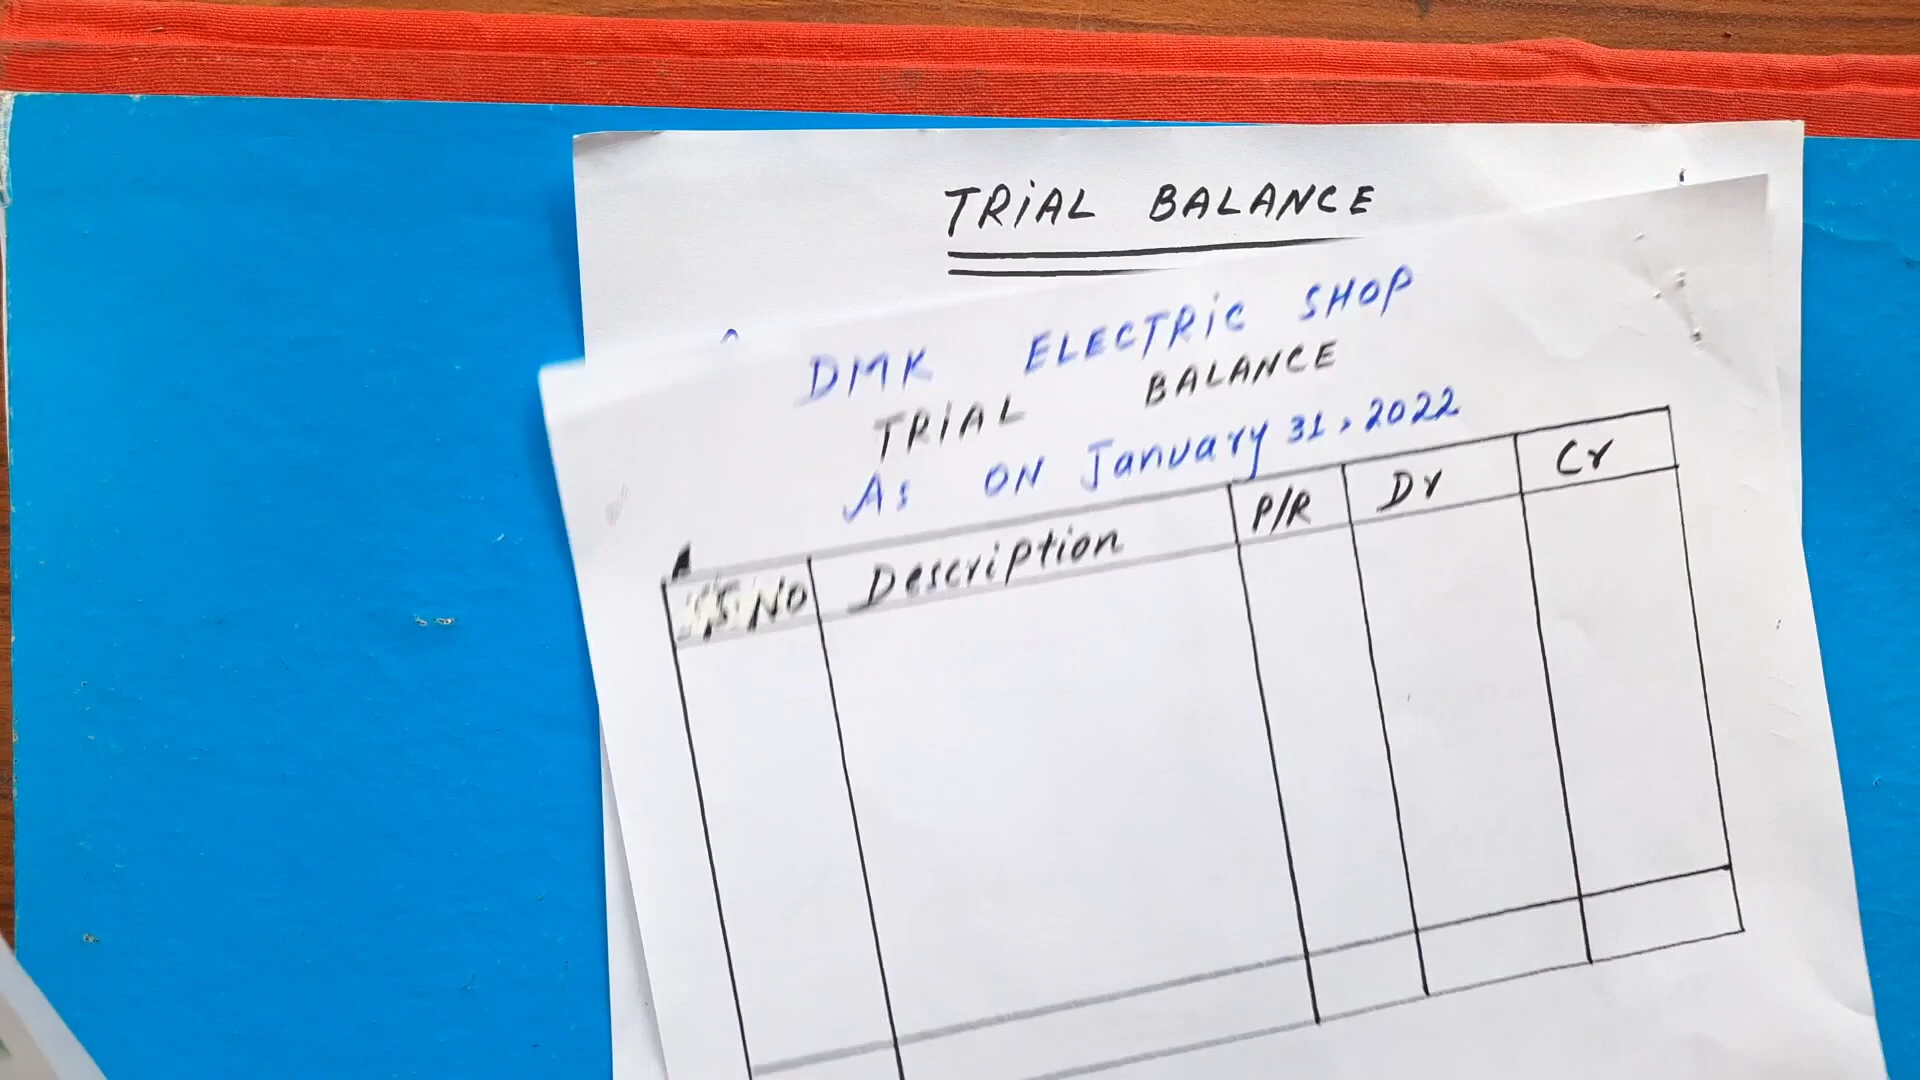 TRiAL BALANCE
DMK ELECTRiC SHOP
TRiAL BALANCE
As ON January 31, 2022
S.NO Description P/R Dr Cr